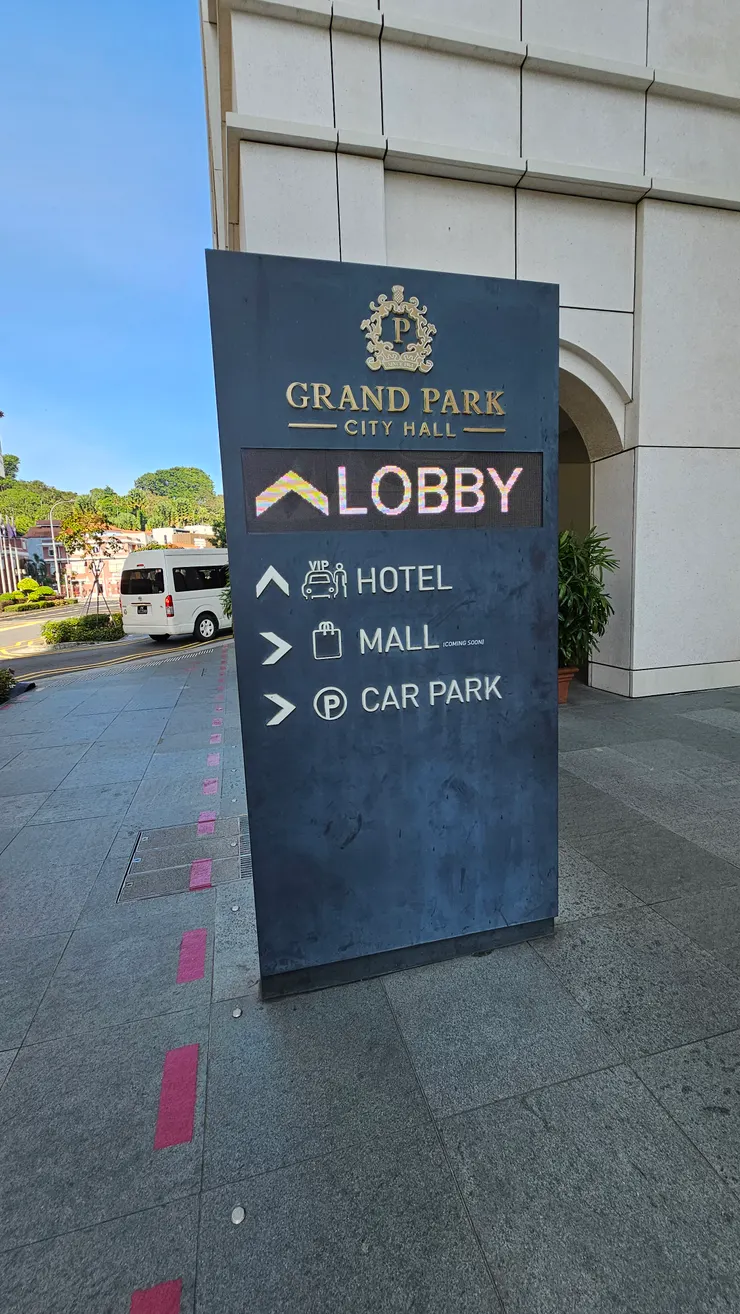 P
GRAND PARK
CITY HALL
LOBBY
VIP
HOTEL
MALL (COMING SOON)
P CAR PARK